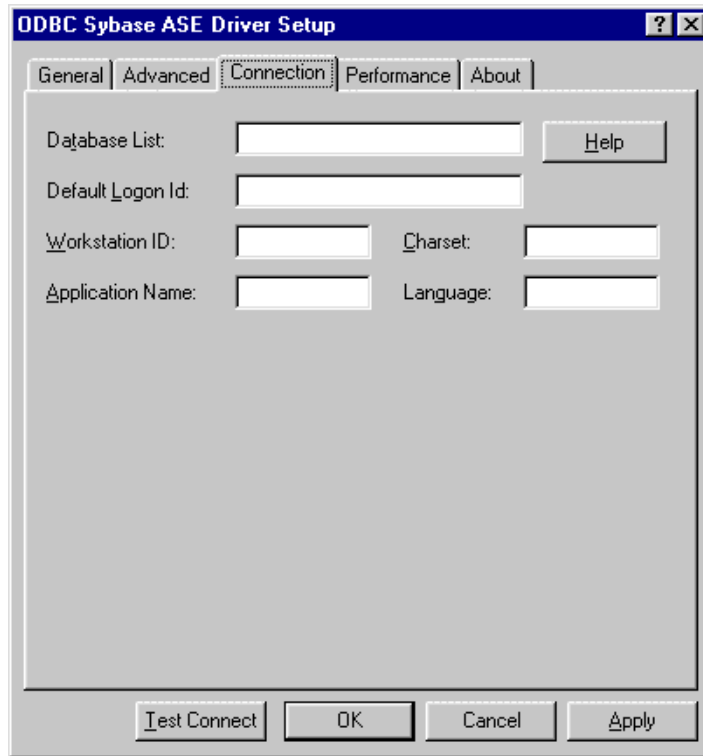 ODBC Sybase ASE Driver Setup
General Advanced Connection Performance About
Database List: Help
Default Logon Id:
Workstation ID: Charset:
Application Name: Language:
Test Connect OK Cancel Apply